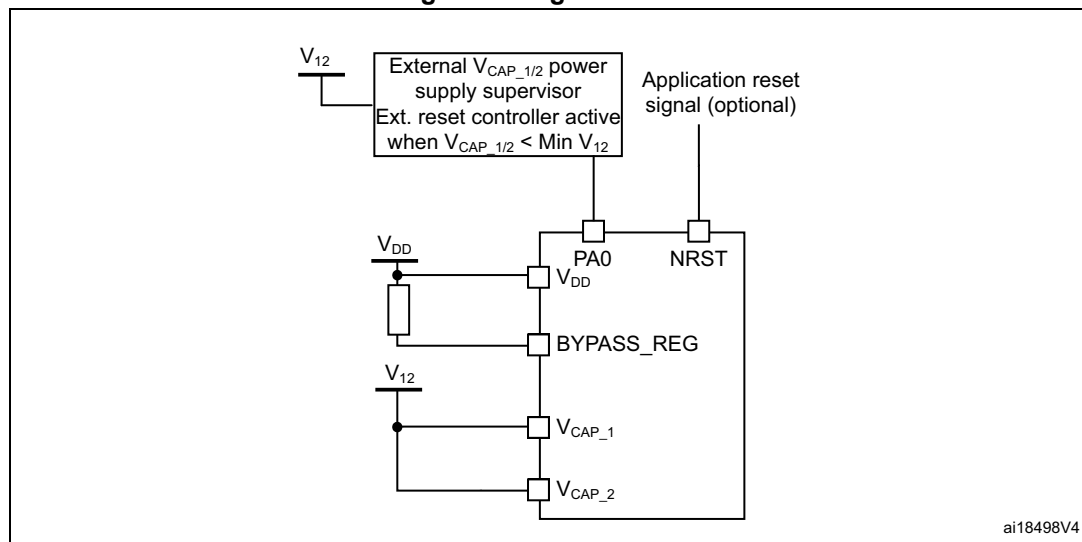 V12
External VCAP_1/2 power
supply supervisor
Ext. reset controller active
when VCAP_1/2 < Min V12
Application reset
signal (optional)
PA0
NRST
VDD
VDD
BYPASS_REG
V12
VCAP_1
VCAP_2
ai18498V4